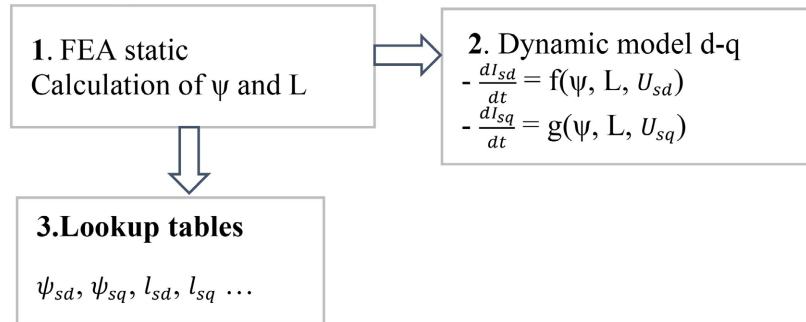 1. FEA static
Calculation of ψ and L
2. Dynamic model d-q
- dI_sd/dt = f(ψ, L, U_sd)
- dI_sq/dt = g(ψ, L, U_sq)
3.Lookup tables
ψ_sd, ψ_sq, l_sd, l_sq …